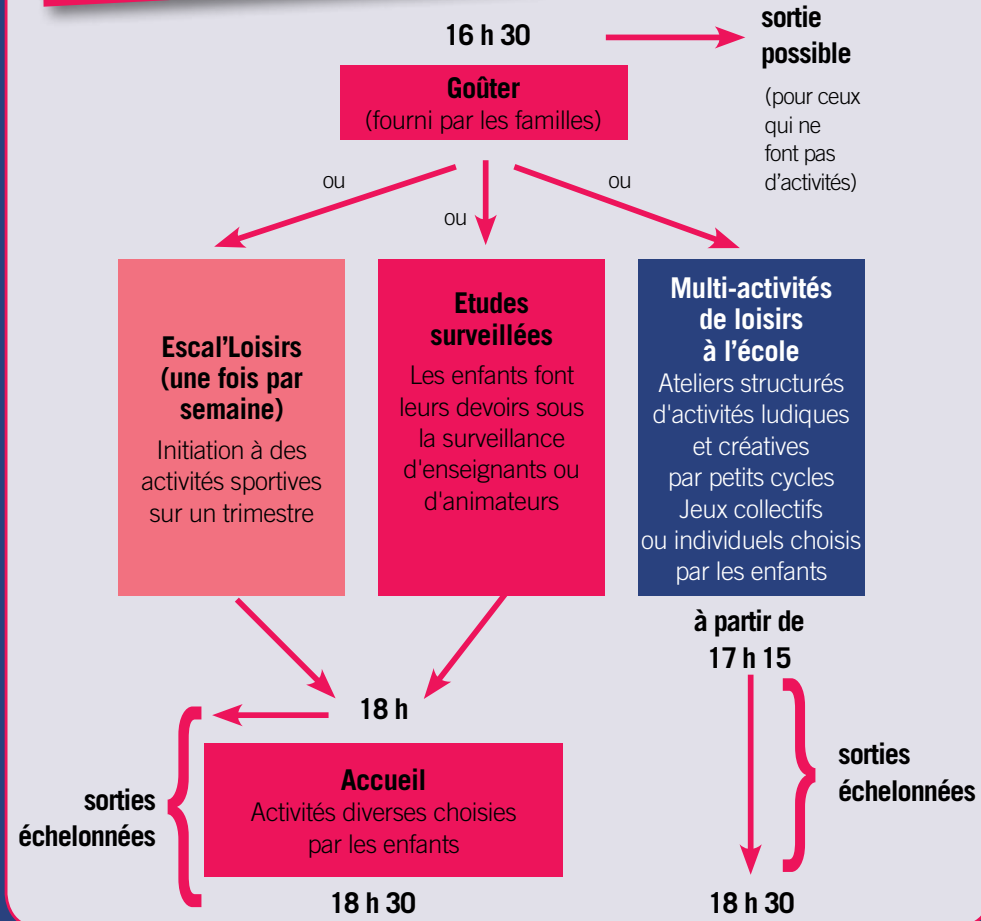 16 h 30
sortie
possible
(pour ceux
qui ne
font pas
d'activités)
Goûter
(fourni par les familles)
ou
ou
ou
Escal'Loisirs
(une fois par
semaine)
Initiation à des
activités sportives
sur un trimestre
Etudes
surveillées
Les enfants font
leurs devoirs sous
la surveillance
d'enseignants ou
d'animateurs
Multi-activités
de loisirs
à l'école
Ateliers structurés
d'activités ludiques
et créatives
par petits cycles
Jeux collectifs
ou individuels choisis
par les enfants
à partir de
17 h 15
18 h
Accueil
Activités diverses choisies
par les enfants
sorties
échelonnées
18 h 30
sorties
échelonnées
18 h 30